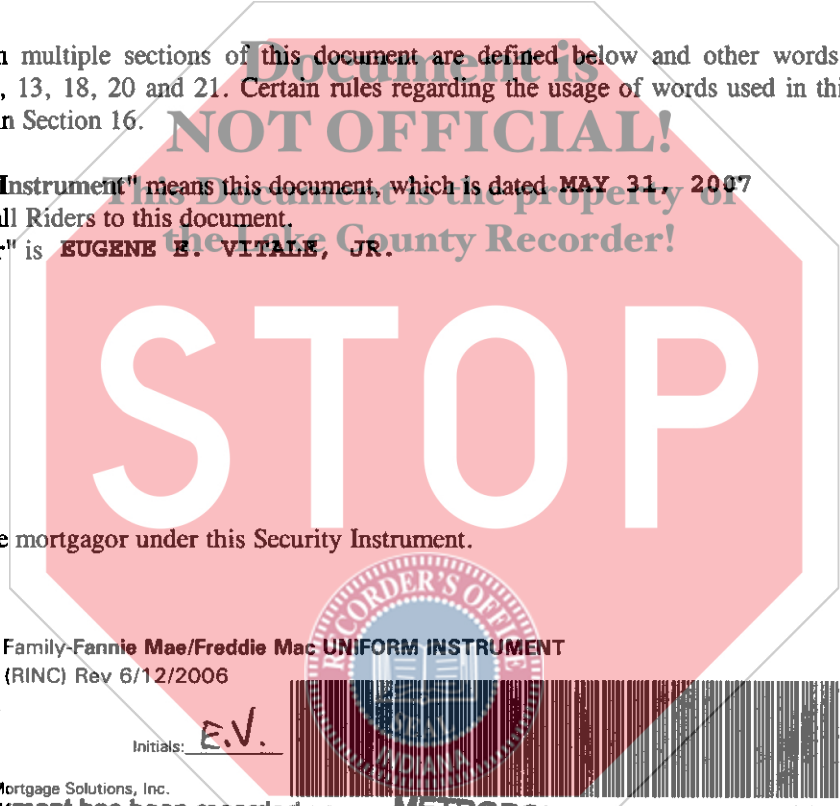 multiple sections of this document are defined below and other words
, 13, 18, 20 and 21. Certain rules regarding the usage of words used in
n Section 16.
Document is
NOT OFFICIAL!
This Document is the property of
the Lake County Recorder!
Instrument" means this document, which is dated MAY 31, 2007
all Riders to this document.
" is EUGENE E. VITALE, JR.
STOP
mortgagor under this Security Instrument.
RECORDER'S OFFICE
SEAL
INDIANA
Family-Fannie Mae/Freddie Mac UNIFORM INSTRUMENT
(RINC) Rev 6/12/2006
Initials: E.V.
Mortgage Solutions, Inc.
has been